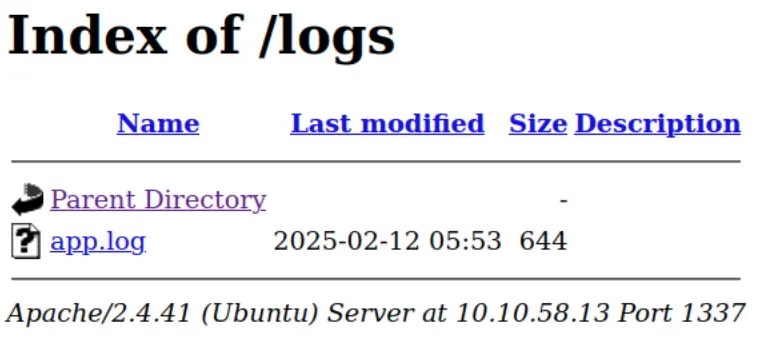 Index of /logs
Name Last modified Size Description
Parent Directory -
app.log 2025-02-12 05:53 644
Apache/2.4.41 (Ubuntu) Server at 10.10.58.13 Port 1337